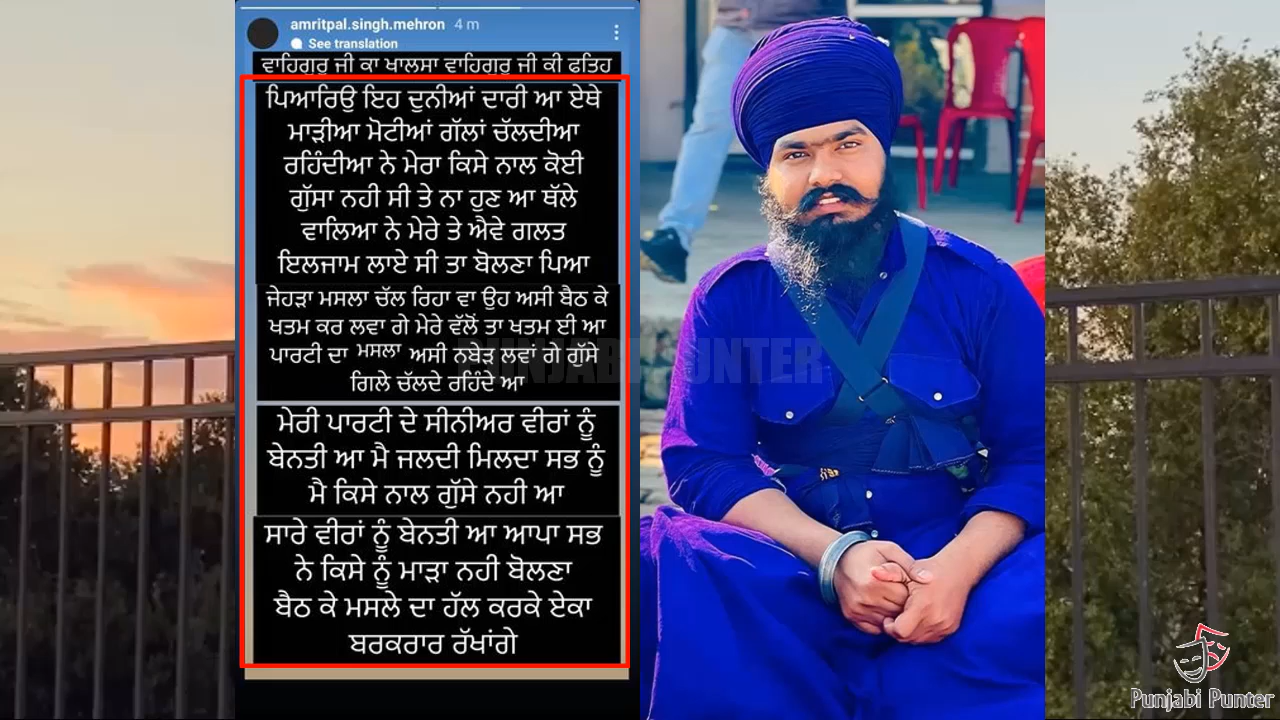 amritpal.singh.mehron 4 m
See translation
ਵਾਹਿਗੁਰੂ ਜੀ ਕਾ ਖਾਲਸਾ ਵਾਹਿਗੁਰੂ ਜੀ ਕੀ ਫਤਿਹ
ਪਿਆਰਿਉ ਇਹ ਦੁਨੀਆਂ ਦਾਰੀ ਆ ਏਥੇ
ਮਾੜੀਆ ਮੋਟੀਆਂ ਗੱਲਾਂ ਚੱਲਦੀਆ
ਰਹਿੰਦੀਆ ਨੇ ਮੇਰਾ ਕਿਸੇ ਨਾਲ ਕੋਈ
ਗੁੱਸਾ ਨਹੀ ਸੀ ਤੇ ਨਾ ਹੁਣ ਆ ਥੱਲੇ
ਵਾਲਿਆ ਨੇ ਮੇਰੇ ਤੇ ਐਵੇ ਗਲਤ
ਇਲਜਾਮ ਲਾਏ ਸੀ ਤਾ ਬੋਲਣਾ ਪਿਆ
ਜੇਹੜਾ ਮਸਲਾ ਚੱਲ ਰਿਹਾ ਵਾ ਉਹ ਅਸੀ ਬੈਠ ਕੇ
ਖਤਮ ਕਰ ਲਵਾ ਗੇ ਮੇਰੇ ਵੱਲੋਂ ਤਾ ਖਤਮ ਈ ਆ
ਪਾਰਟੀ ਦਾ ਮਸਲਾ ਅਸੀ ਨਬੇੜ ਲਵਾਂ ਗੇ ਗੁੱਸੇ
ਗਿਲੇ ਚੱਲਦੇ ਰਹਿੰਦੇ ਆ
ਮੇਰੀ ਪਾਰਟੀ ਦੇ ਸੀਨੀਅਰ ਵੀਰਾਂ ਨੂੰ
ਬੇਨਤੀ ਆ ਮੈ ਜਲਦੀ ਮਿਲਦਾ ਸਭ ਨੂੰ
ਮੈ ਕਿਸੇ ਨਾਲ ਗੁੱਸੇ ਨਹੀ ਆ
ਸਾਰੇ ਵੀਰਾਂ ਨੂੰ ਬੇਨਤੀ ਆ ਆਪਾ ਸਭ
ਨੇ ਕਿਸੇ ਨੂੰ ਮਾੜਾ ਨਹੀ ਬੋਲਣਾ
ਬੈਠ ਕੇ ਮਸਲੇ ਦਾ ਹੱਲ ਕਰਕੇ ਏਕਾ
ਬਰਕਰਾਰ ਰੱਖਾਂਗੇ
PUNJABI PUNTER
Punjabi Punter